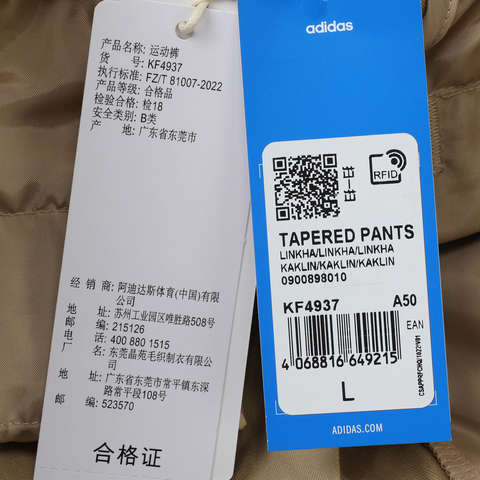 产品名称: 运动裤
货 号: KF4937
执行标准: FZ/T 81007-2022
产品等级: 合格品
检验合格: 检18
安全类别: B类
产 地: 广东省东莞市
经 销 商: 阿迪达斯体育(中国)有限公司
地 址: 苏州工业园区唯胜路508号
邮 编: 215126
电 话: 400 880 1515
厂 名: 东莞晶苑毛织制衣有限公司
地 址: 广东省东莞市常平镇东深路常平段108号
邮 编: 523570
合格证
adidas
RFID
TAPERED PANTS
LINKHA/LINKHA/LINKHA
KAKLIN/KAKLIN/KAKLIN
0900898010
KF4937 A50
EAN
4 068816 649215
L
ADIDAS.COM